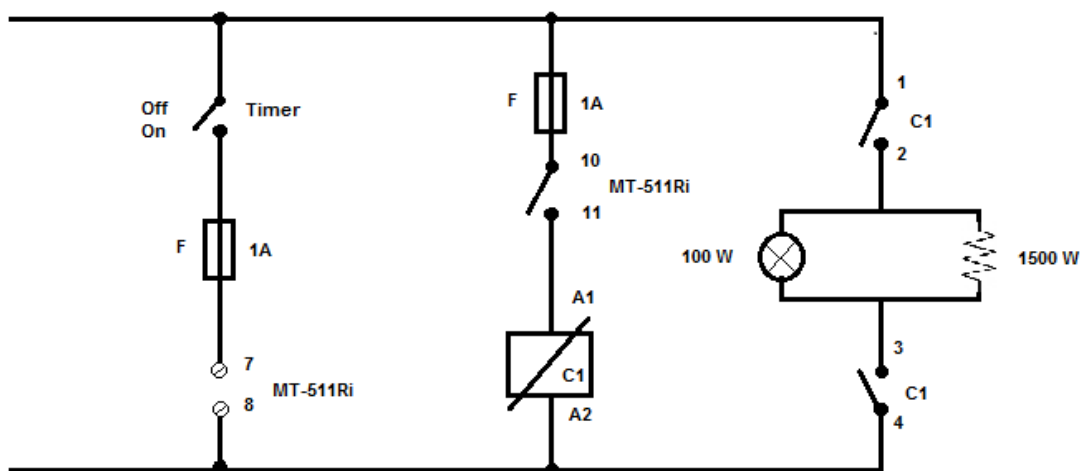 Off
On
Timer
F
1A
7
8
MT-511Ri
F
1A
10
MT-511Ri
11
A1
C1
A2
1
C1
2
100 W
1500 W
3
C1
4